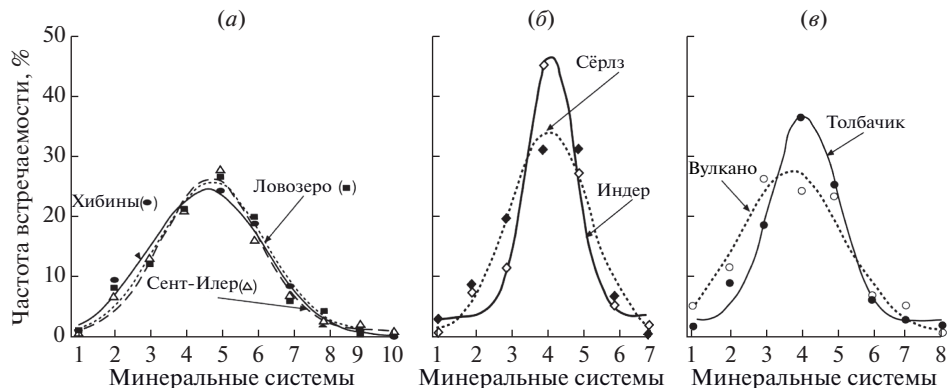 (а)
(б)
(в)
Частота встречаемости, %
50
40
30
20
10
0
Хибины
Ловозеро
Сент-Илер
1 2 3 4 5 6 7 8 9 10
Минеральные системы
Сёрлз
Индер
1 2 3 4 5 6 7
Минеральные системы
Вулкано
Толбачик
1 2 3 4 5 6 7 8
Минеральные системы